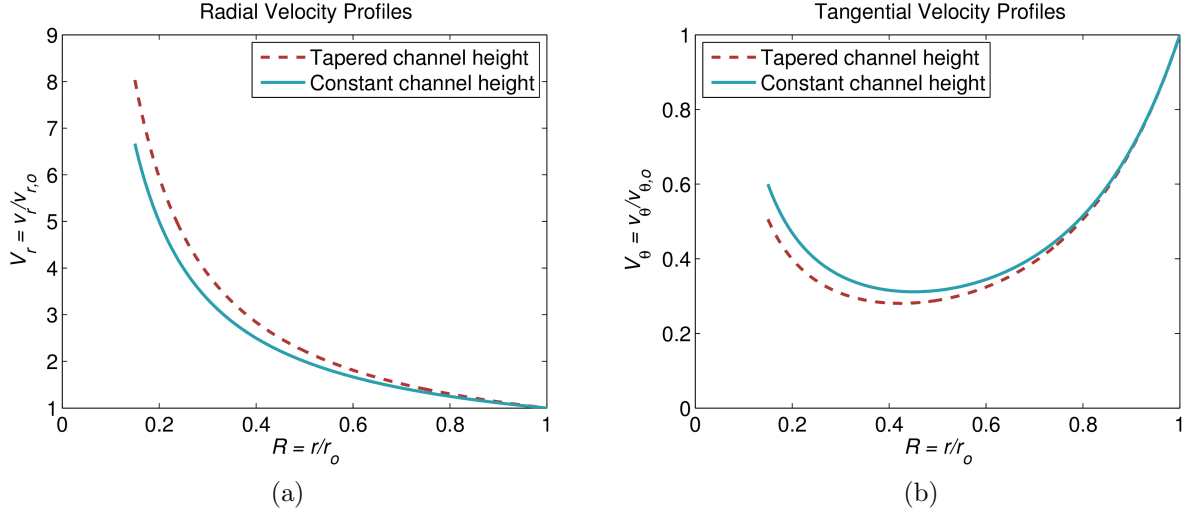 Radial Velocity Profiles
9
8
7
6
5
4
3
2
1
V_r = v_r/v_{r,o}
Tapered channel height
Constant channel height
0 0.2 0.4 0.6 0.8 1
R = r/r_o
(a)
Tangential Velocity Profiles
1
0.8
0.6
0.4
0.2
0
V_θ = v_θ/v_{θ,o}
Tapered channel height
Constant channel height
0 0.2 0.4 0.6 0.8 1
R = r/r_o
(b)